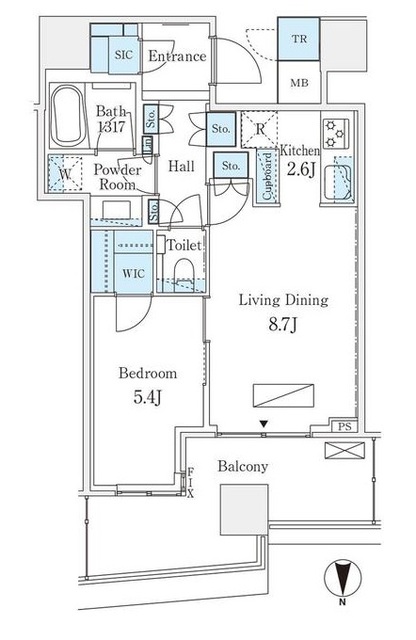 TR
SIC
Entrance
MB
Bath
1317
Sto.
Sto.
R
Kitchen
2.6J
Lin
Hall
Sto.
Cupboard
W
Powder
Room
Sto.
Toilet
WIC
Living Dining
8.7J
Bedroom
5.4J
PS
Balcony
FIX
N